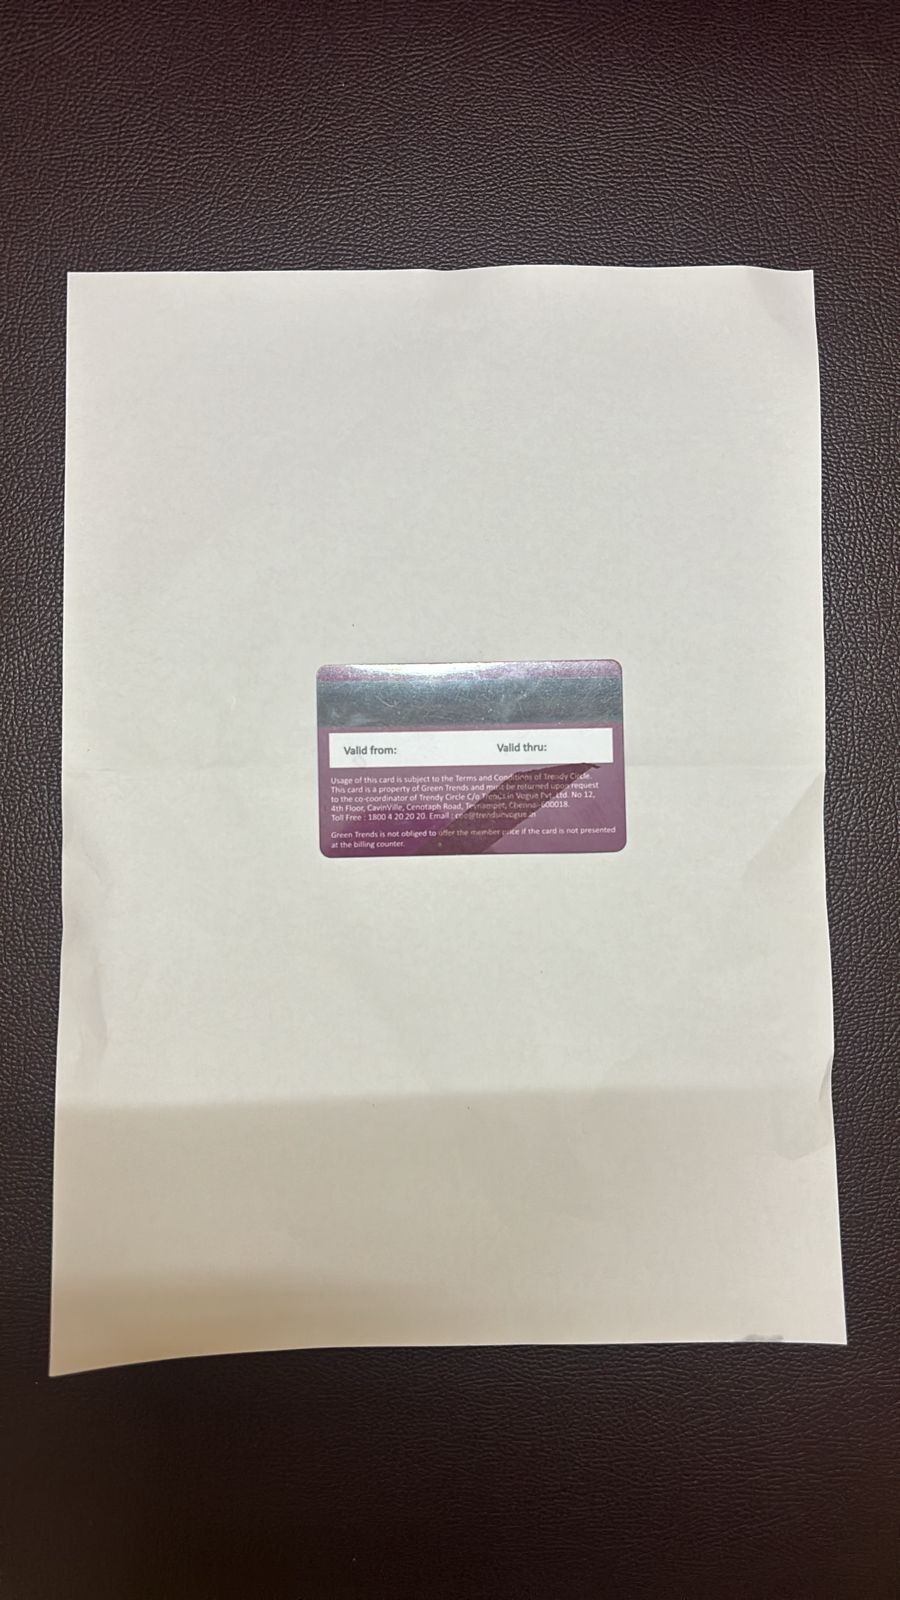 Valid from: Valid thru:
Usage of this card is subject to the Terms and Conditions of Trendy Circle.
This card is a property of Green Trends and must be returned upon request
to the co-coordinator of Trendy Circle C/o Trends in Vogue Pvt. Ltd. No 12,
4th Floor, CavinVille, Cenotaph Road, Teynampet, Chennai-600018.
Toll Free : 1800 4 20 20 20. Email : ceo@trendsinvogue.in
Green Trends is not obliged to offer the member price if the card is not presented
at the billing counter.